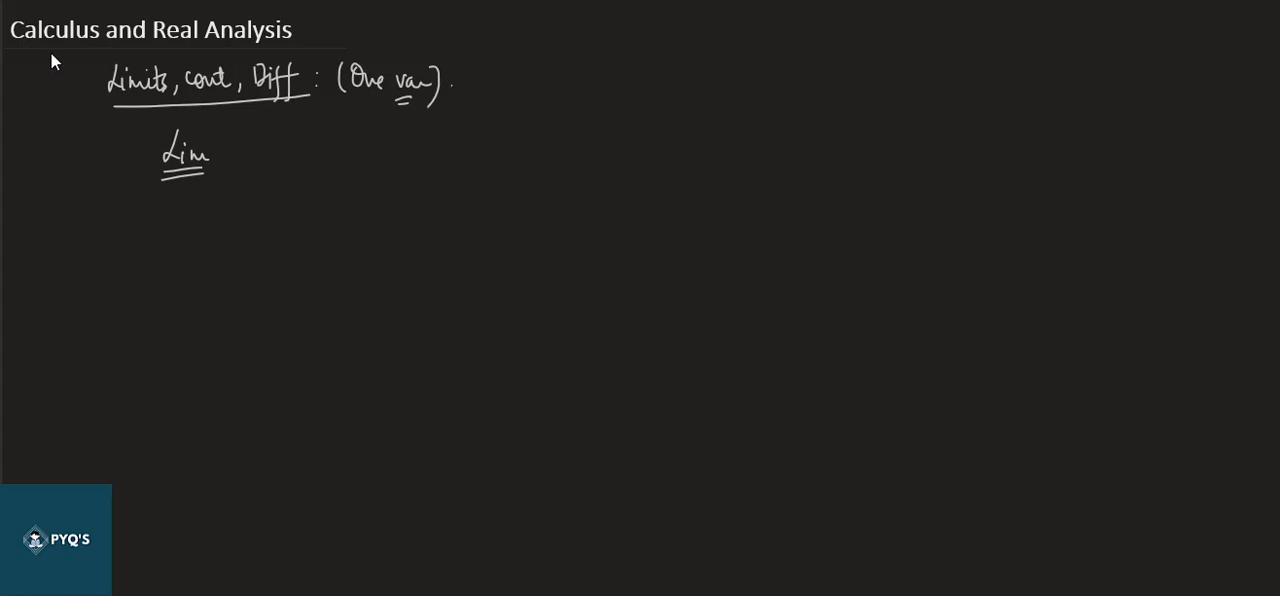 Calculus and Real Analysis
Limits, cont, Diff : (One var).
Lim
PYQ'S